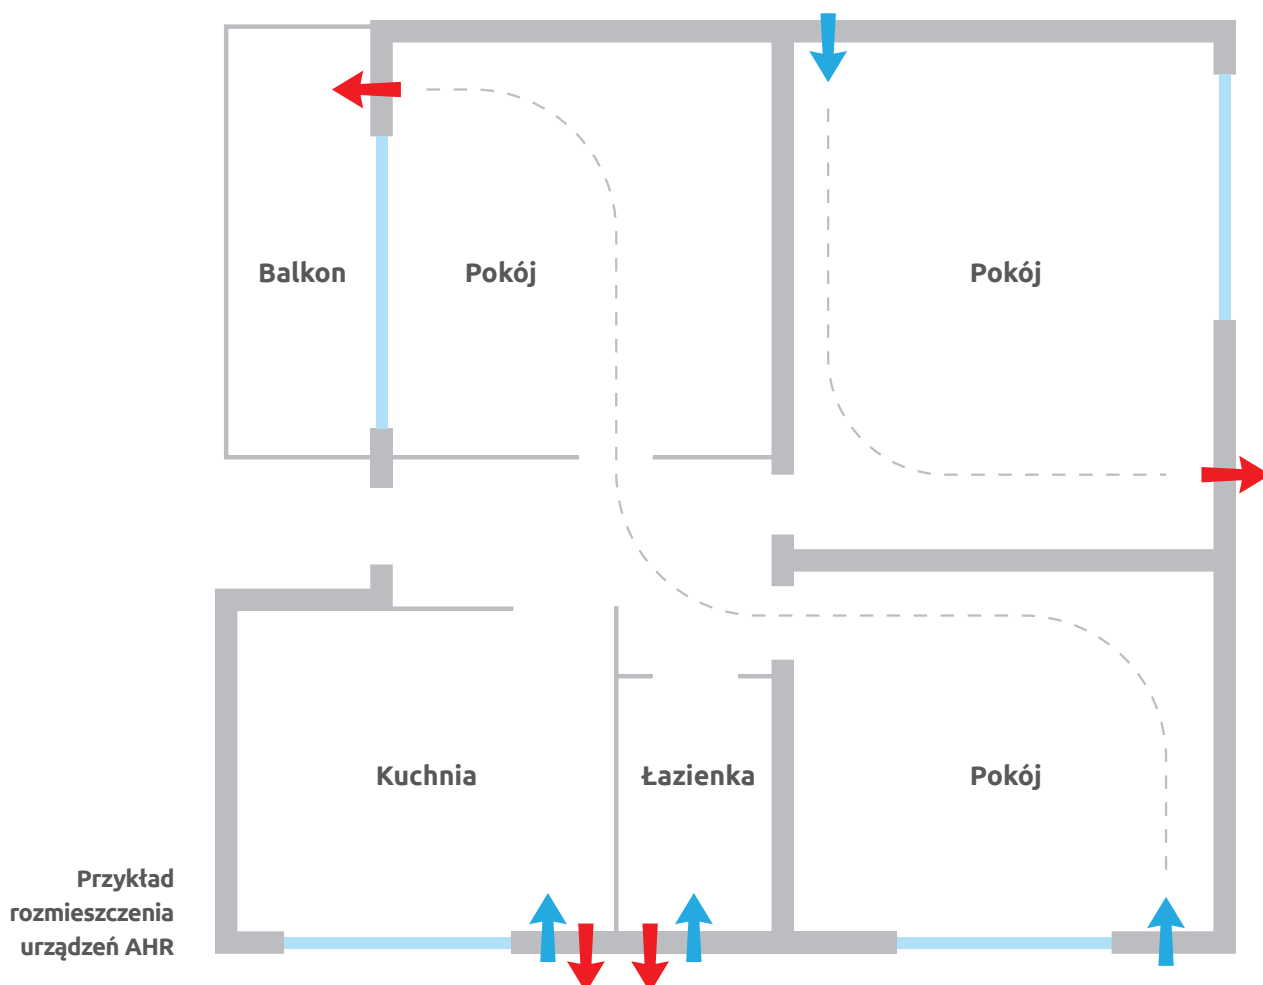 Balkon
Pokój
Pokój
Kuchnia
Łazienka
Pokój
Przykład
rozmieszczenia
urządzeń AHR